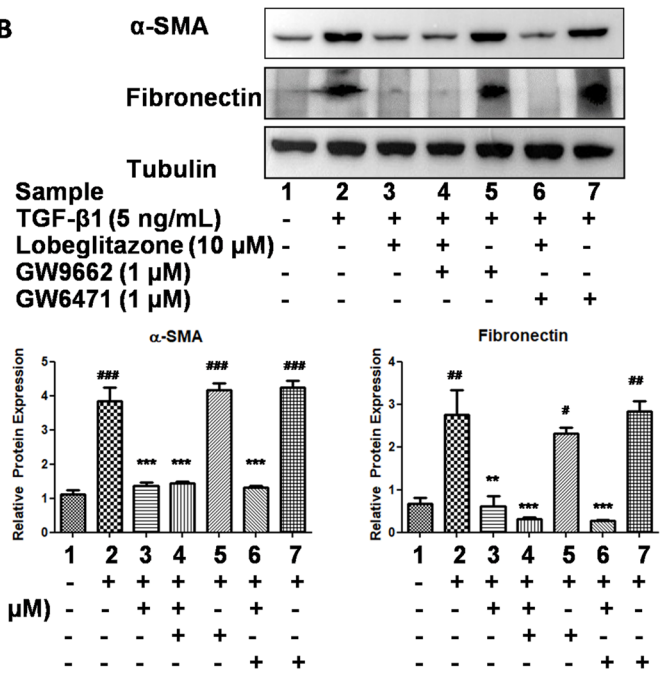 B
α-SMA
Fibronectin
Tubulin
Sample 1 2 3 4 5 6 7
TGF-β1 (5 ng/mL) - + + + + + +
Lobeglitazone (10 μM) - - + + - + -
GW9662 (1 μM) - - - + + - -
GW6471 (1 μM) - - - - - + +
α-SMA
Relative Protein Expression
5
4
3
2
1
0
### *** *** ### *** ###
1 2 3 4 5 6 7
- + + + + + +
μM) - - + + - + -
- - - + + - -
- - - - - + +
Fibronectin
Relative Protein Expression
4
3
2
1
0
## ** *** # *** ##
1 2 3 4 5 6 7
- + + + + + +
- - + + - + -
- - - + + - -
- - - - - + +